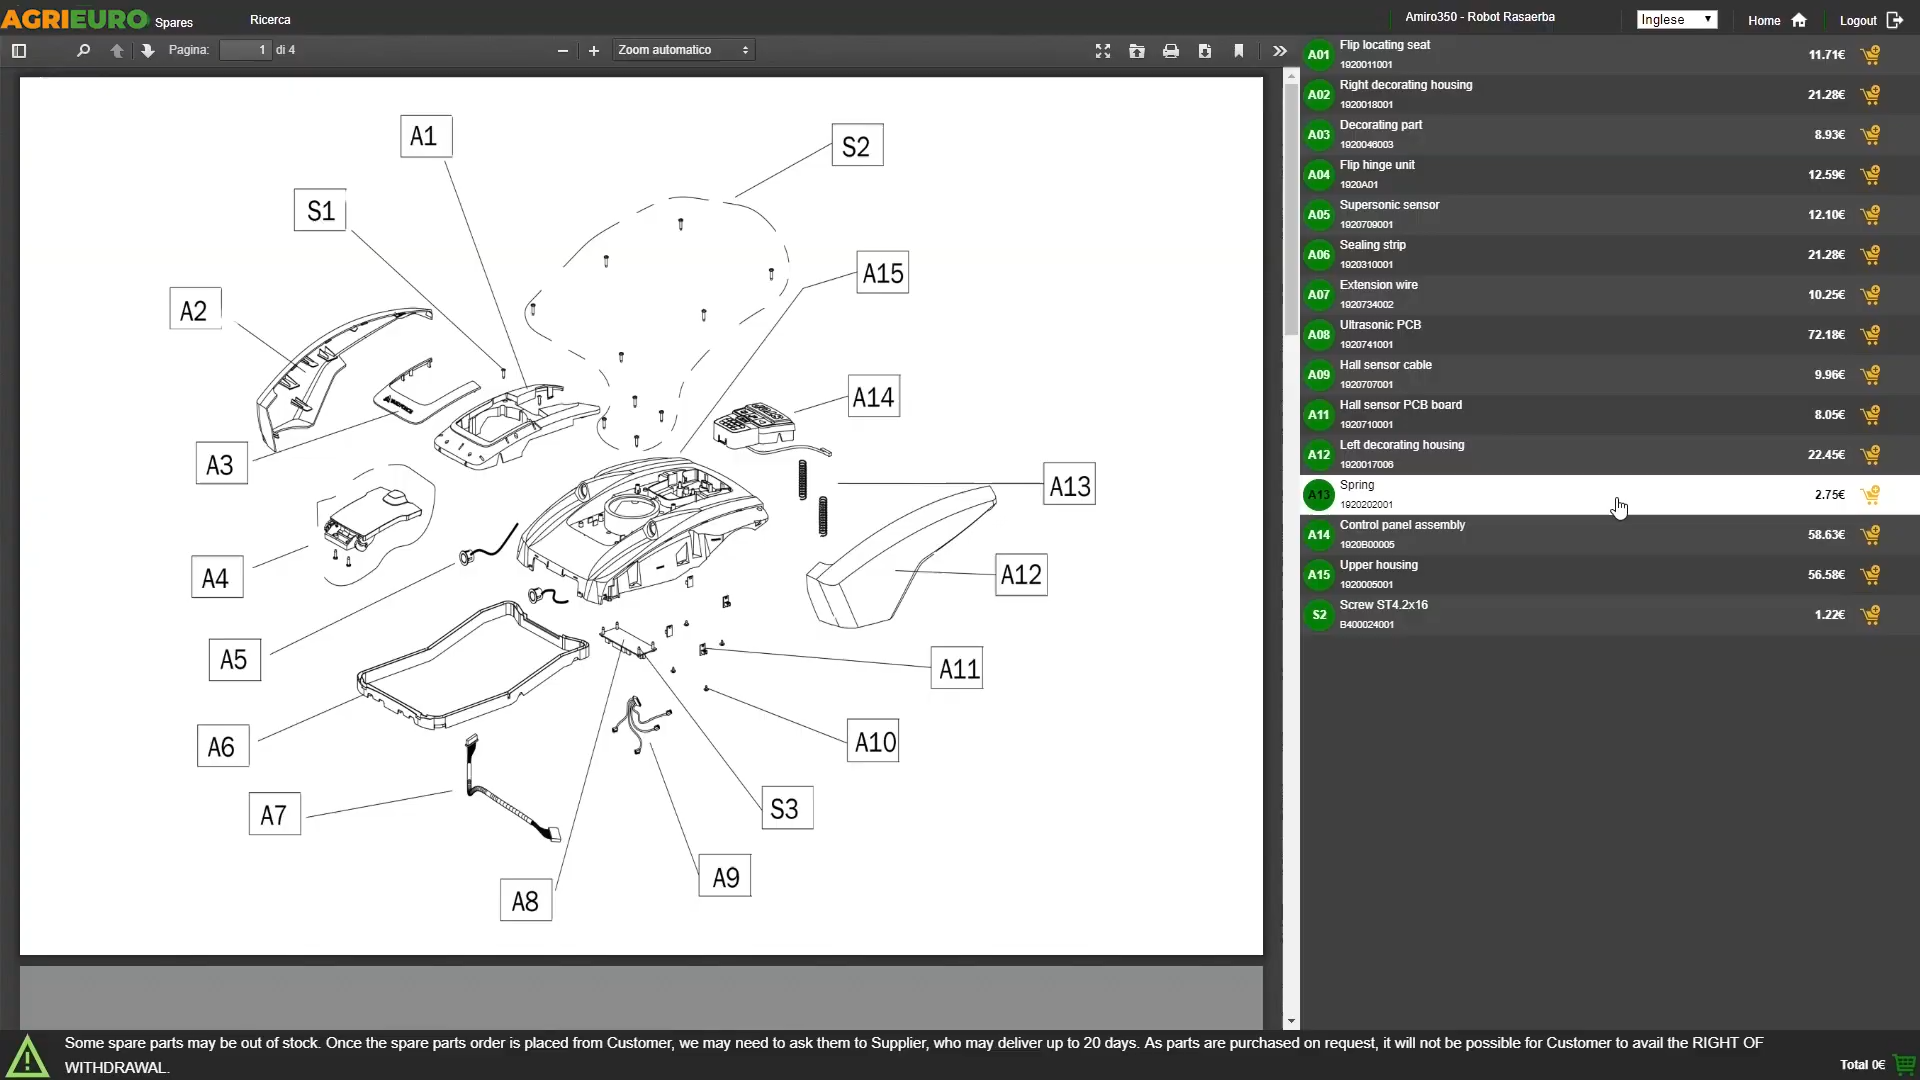 AGRIEURO Spares
Ricerca
Amiro350 - Robot Rasaerba
Inglese
Home
Logout
Pagina:
1
di 4
Zoom automatico
A1
S2
S1
A15
A2
A14
A3
A13
A4
A12
A5
A11
A6
A10
A7
S3
A9
A8
A01
Flip locating seat
1920011001
11.71€
A02
Right decorating housing
1920018001
21.28€
A03
Decorating part
1920046003
8.93€
A04
Flip hinge unit
1920A01
12.59€
A05
Supersonic sensor
1920709001
12.10€
A06
Sealing strip
1920310001
21.28€
A07
Extension wire
1920734002
10.25€
A08
Ultrasonic PCB
1920741001
72.18€
A09
Hall sensor cable
1920707001
9.96€
A11
Hall sensor PCB board
1920710001
8.05€
A12
Left decorating housing
1920017006
22.45€
A13
Spring
1920202001
2.75€
A14
Control panel assembly
1920B00005
58.63€
A15
Upper housing
1920005001
56.58€
S2
Screw ST4.2x16
B400024001
1.22€
Some spare parts may be out of stock. Once the spare parts order is placed from Customer, we may need to ask them to Supplier, who may deliver up to 20 days. As parts are purchased on request, it will not be possible for Customer to avail the RIGHT OF
WITHDRAWAL.
Total 0€